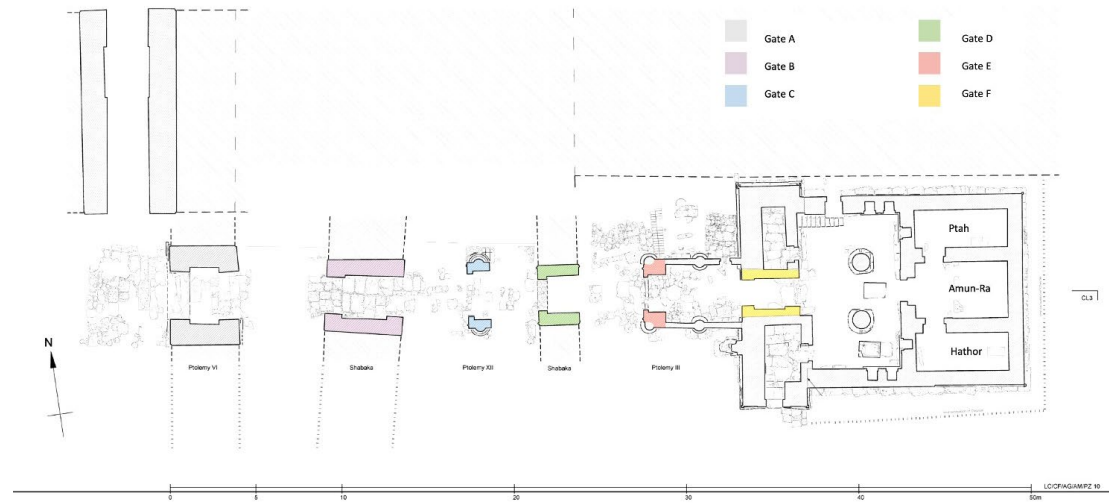 Gate A
Gate B
Gate C
Gate D
Gate E
Gate F
Ptah
Amun-Ra
Hathor
CL3
N
Ptolemy VI
Shabaka
Ptolemy XII
Shabaka
Ptolemy III
LC/CF/AG/AM/PZ 10
0 5 10 20 30 40 50m